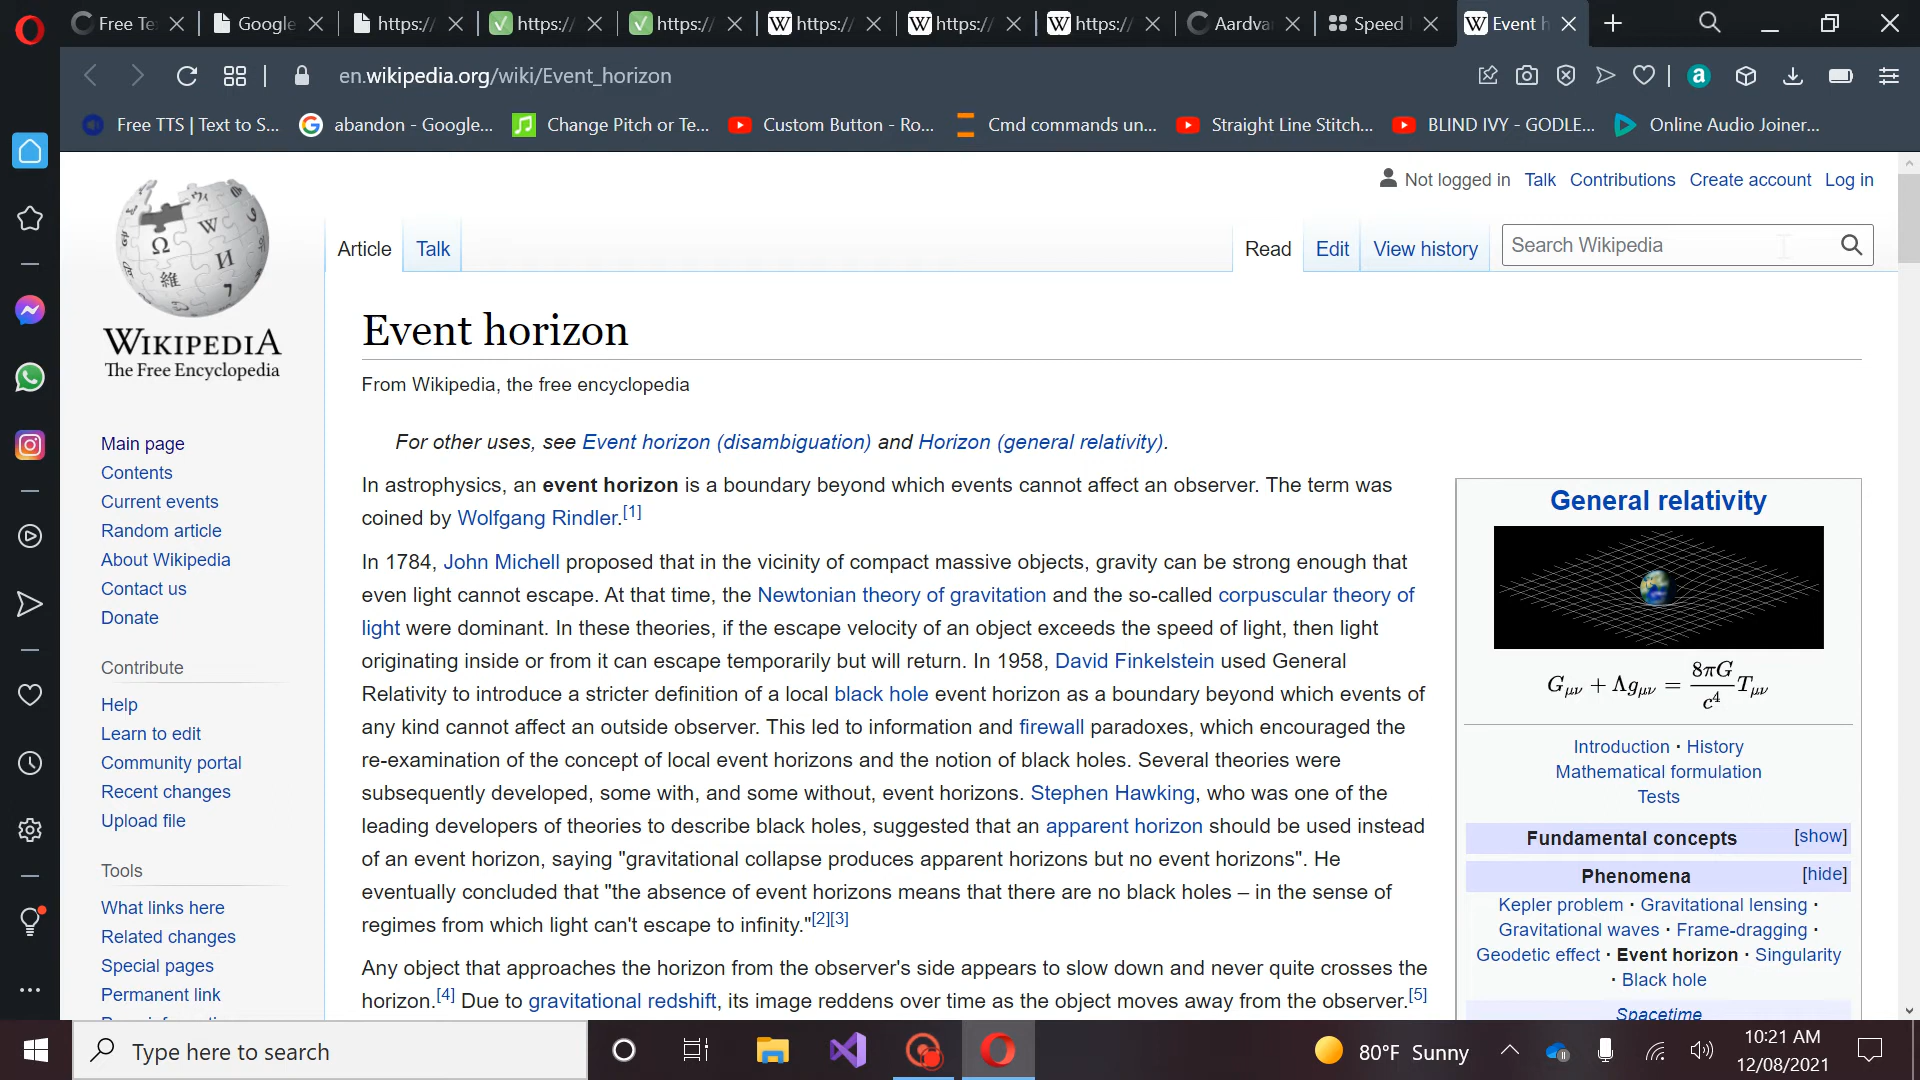 Free Te
Google
https://
https://
https://
https://
https://
https://
Aardva
Speed
Event h
en.wikipedia.org/wiki/Event_horizon
Free TTS | Text to S...
abandon - Google...
Change Pitch or Te...
Custom Button - Ro...
Cmd commands un...
Straight Line Stitch...
BLIND IVY - GODLE...
Online Audio Joiner...
Not logged in Talk Contributions Create account Log in
Article Talk
Read Edit View history
Search Wikipedia
WIKIPEDIA
The Free Encyclopedia
Main page
Contents
Current events
Random article
About Wikipedia
Contact us
Donate
Contribute
Help
Learn to edit
Community portal
Recent changes
Upload file
Tools
What links here
Related changes
Special pages
Permanent link
Event horizon
From Wikipedia, the free encyclopedia
For other uses, see Event horizon (disambiguation) and Horizon (general relativity).
In astrophysics, an event horizon is a boundary beyond which events cannot affect an observer. The term was
coined by Wolfgang Rindler.[1]
In 1784, John Michell proposed that in the vicinity of compact massive objects, gravity can be strong enough that
even light cannot escape. At that time, the Newtonian theory of gravitation and the so-called corpuscular theory of
light were dominant. In these theories, if the escape velocity of an object exceeds the speed of light, then light
originating inside or from it can escape temporarily but will return. In 1958, David Finkelstein used General
Relativity to introduce a stricter definition of a local black hole event horizon as a boundary beyond which events of
any kind cannot affect an outside observer. This led to information and firewall paradoxes, which encouraged the
re-examination of the concept of local event horizons and the notion of black holes. Several theories were
subsequently developed, some with, and some without, event horizons. Stephen Hawking, who was one of the
leading developers of theories to describe black holes, suggested that an apparent horizon should be used instead
of an event horizon, saying "gravitational collapse produces apparent horizons but no event horizons". He
eventually concluded that "the absence of event horizons means that there are no black holes – in the sense of
regimes from which light can't escape to infinity."[2][3]
Any object that approaches the horizon from the observer's side appears to slow down and never quite crosses the
horizon.[4] Due to gravitational redshift, its image reddens over time as the object moves away from the observer.[5]
General relativity
Gμν + Λgμν = 8πG/c⁴ Tμν
Introduction · History
Mathematical formulation
Tests
Fundamental concepts [show]
Phenomena [hide]
Kepler problem · Gravitational lensing ·
Gravitational waves · Frame-dragging ·
Geodetic effect · Event horizon · Singularity
· Black hole
Spacetime
Type here to search
80°F Sunny
10:21 AM
12/08/2021